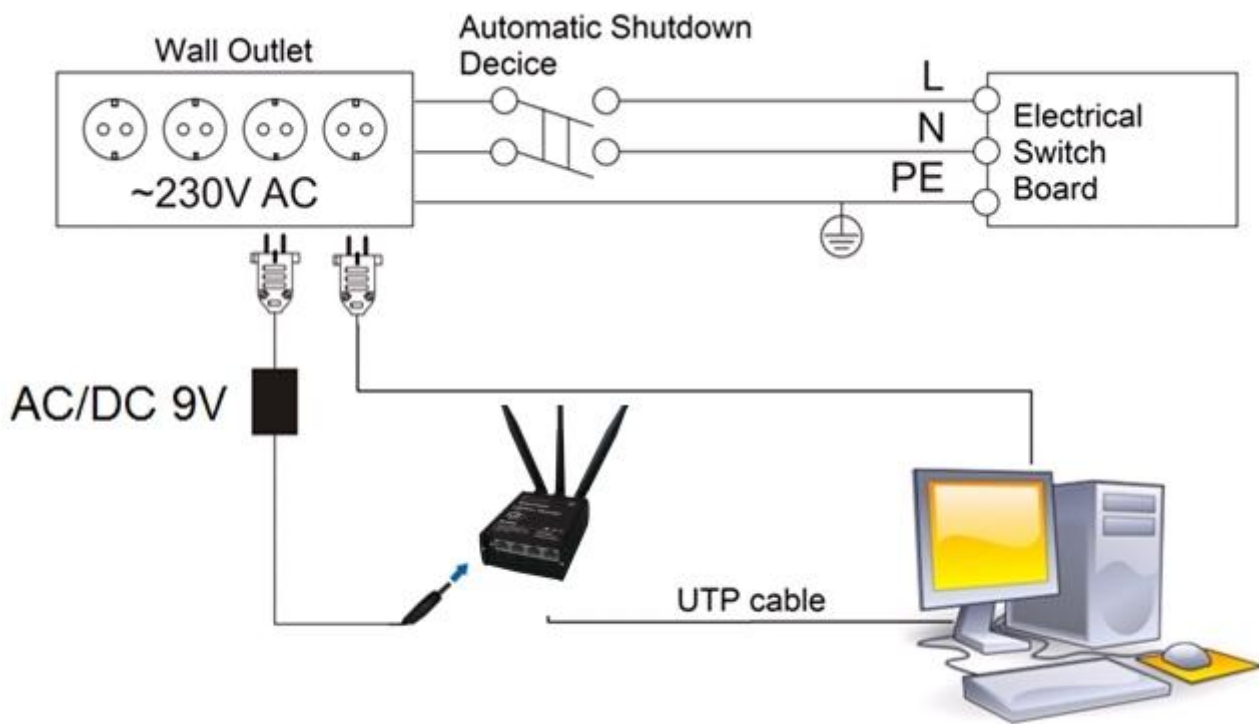 Wall Outlet
Automatic Shutdown
Decice
L
N
PE
Electrical
Switch
Board
~230V AC
AC/DC 9V
UTP cable